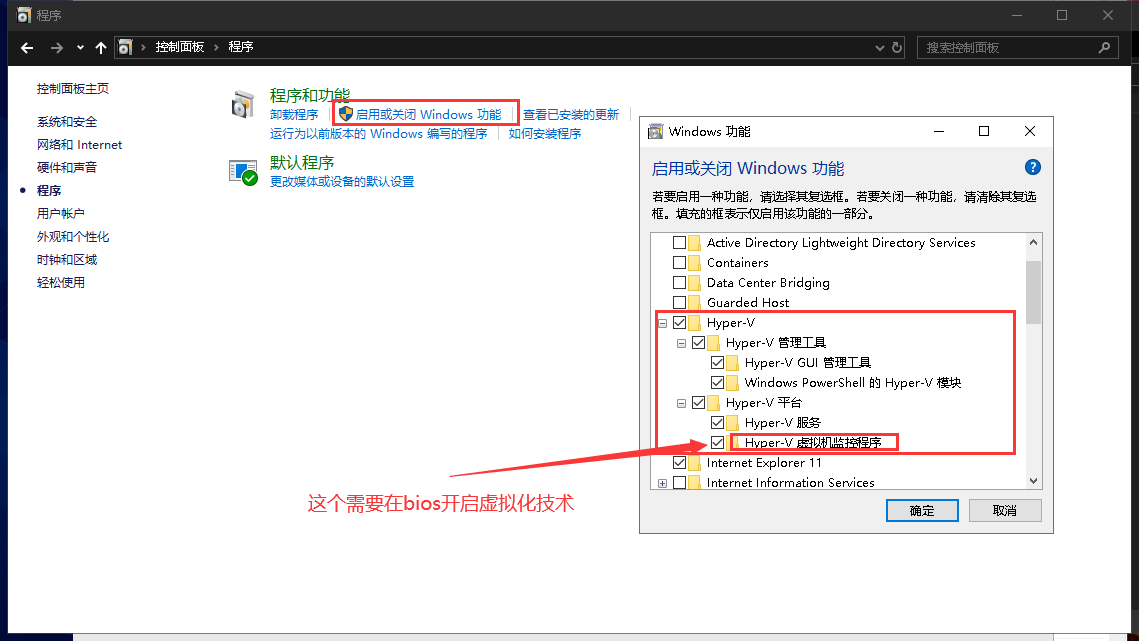 程序
控制面板 › 程序
搜索控制面板
控制面板主页
系统和安全
网络和 Internet
硬件和声音
程序
用户帐户
外观和个性化
时钟和区域
轻松使用
程序和功能
卸载程序 启用或关闭 Windows 功能 查看已安装的更新
运行为以前版本的 Windows 编写的程序 如何安装程序
默认程序
更改媒体或设备的默认设置
Windows 功能
启用或关闭 Windows 功能
若要启用一种功能，请选择其复选框。若要关闭一种功能，请清除其复选
框。填充的框表示仅启用该功能的一部分。
Active Directory Lightweight Directory Services
Containers
Data Center Bridging
Guarded Host
Hyper-V
Hyper-V 管理工具
Hyper-V GUI 管理工具
Windows PowerShell 的 Hyper-V 模块
Hyper-V 平台
Hyper-V 服务
Hyper-V 虚拟机监控程序
Internet Explorer 11
Internet Information Services
确定 取消
这个需要在bios开启虚拟化技术